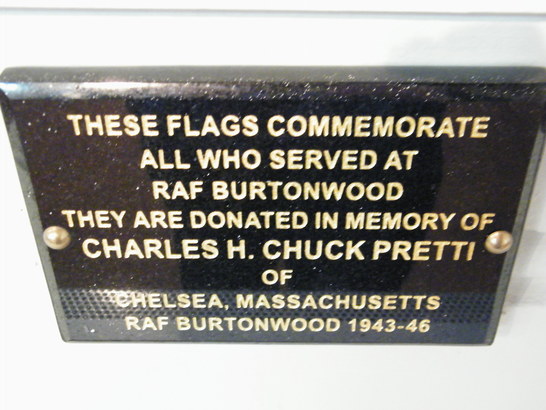 THESE FLAGS COMMEMORATE
ALL WHO SERVED AT
RAF BURTONWOOD
THEY ARE DONATED IN MEMORY OF
CHARLES H. CHUCK PRETTI
OF
CHELSEA, MASSACHUSETTS
RAF BURTONWOOD 1943-46